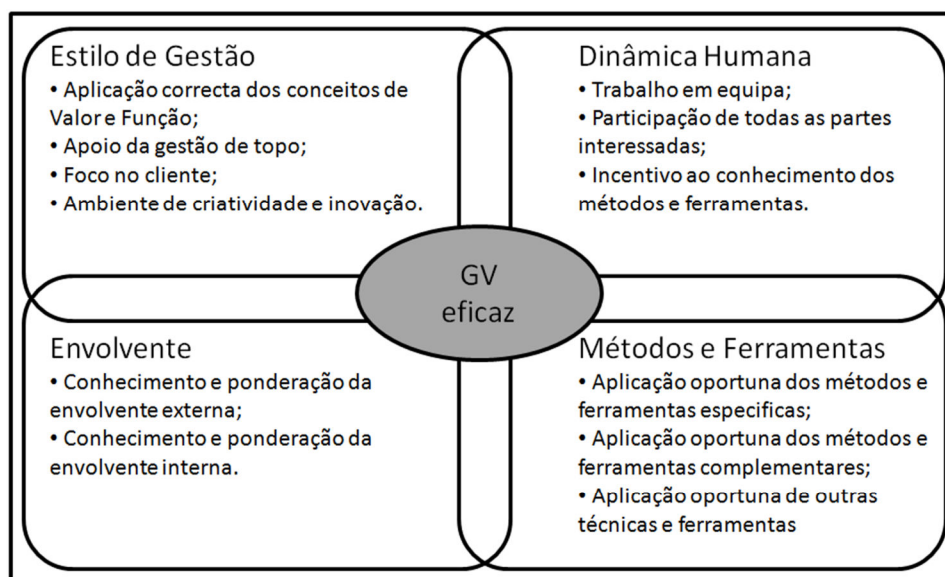 Estilo de Gestão
• Aplicação correcta dos conceitos de
Valor e Função;
• Apoio da gestão de topo;
• Foco no cliente;
• Ambiente de criatividade e inovação.
Dinâmica Humana
• Trabalho em equipa;
• Participação de todas as partes
interessadas;
• Incentivo ao conhecimento dos
métodos e ferramentas.
GV
eficaz
Envolvente
• Conhecimento e ponderação da
envolvente externa;
• Conhecimento e ponderação da
envolvente interna.
Métodos e Ferramentas
• Aplicação oportuna dos métodos e
ferramentas especificas;
• Aplicação oportuna dos métodos e
ferramentas complementares;
• Aplicação oportuna de outras
técnicas e ferramentas